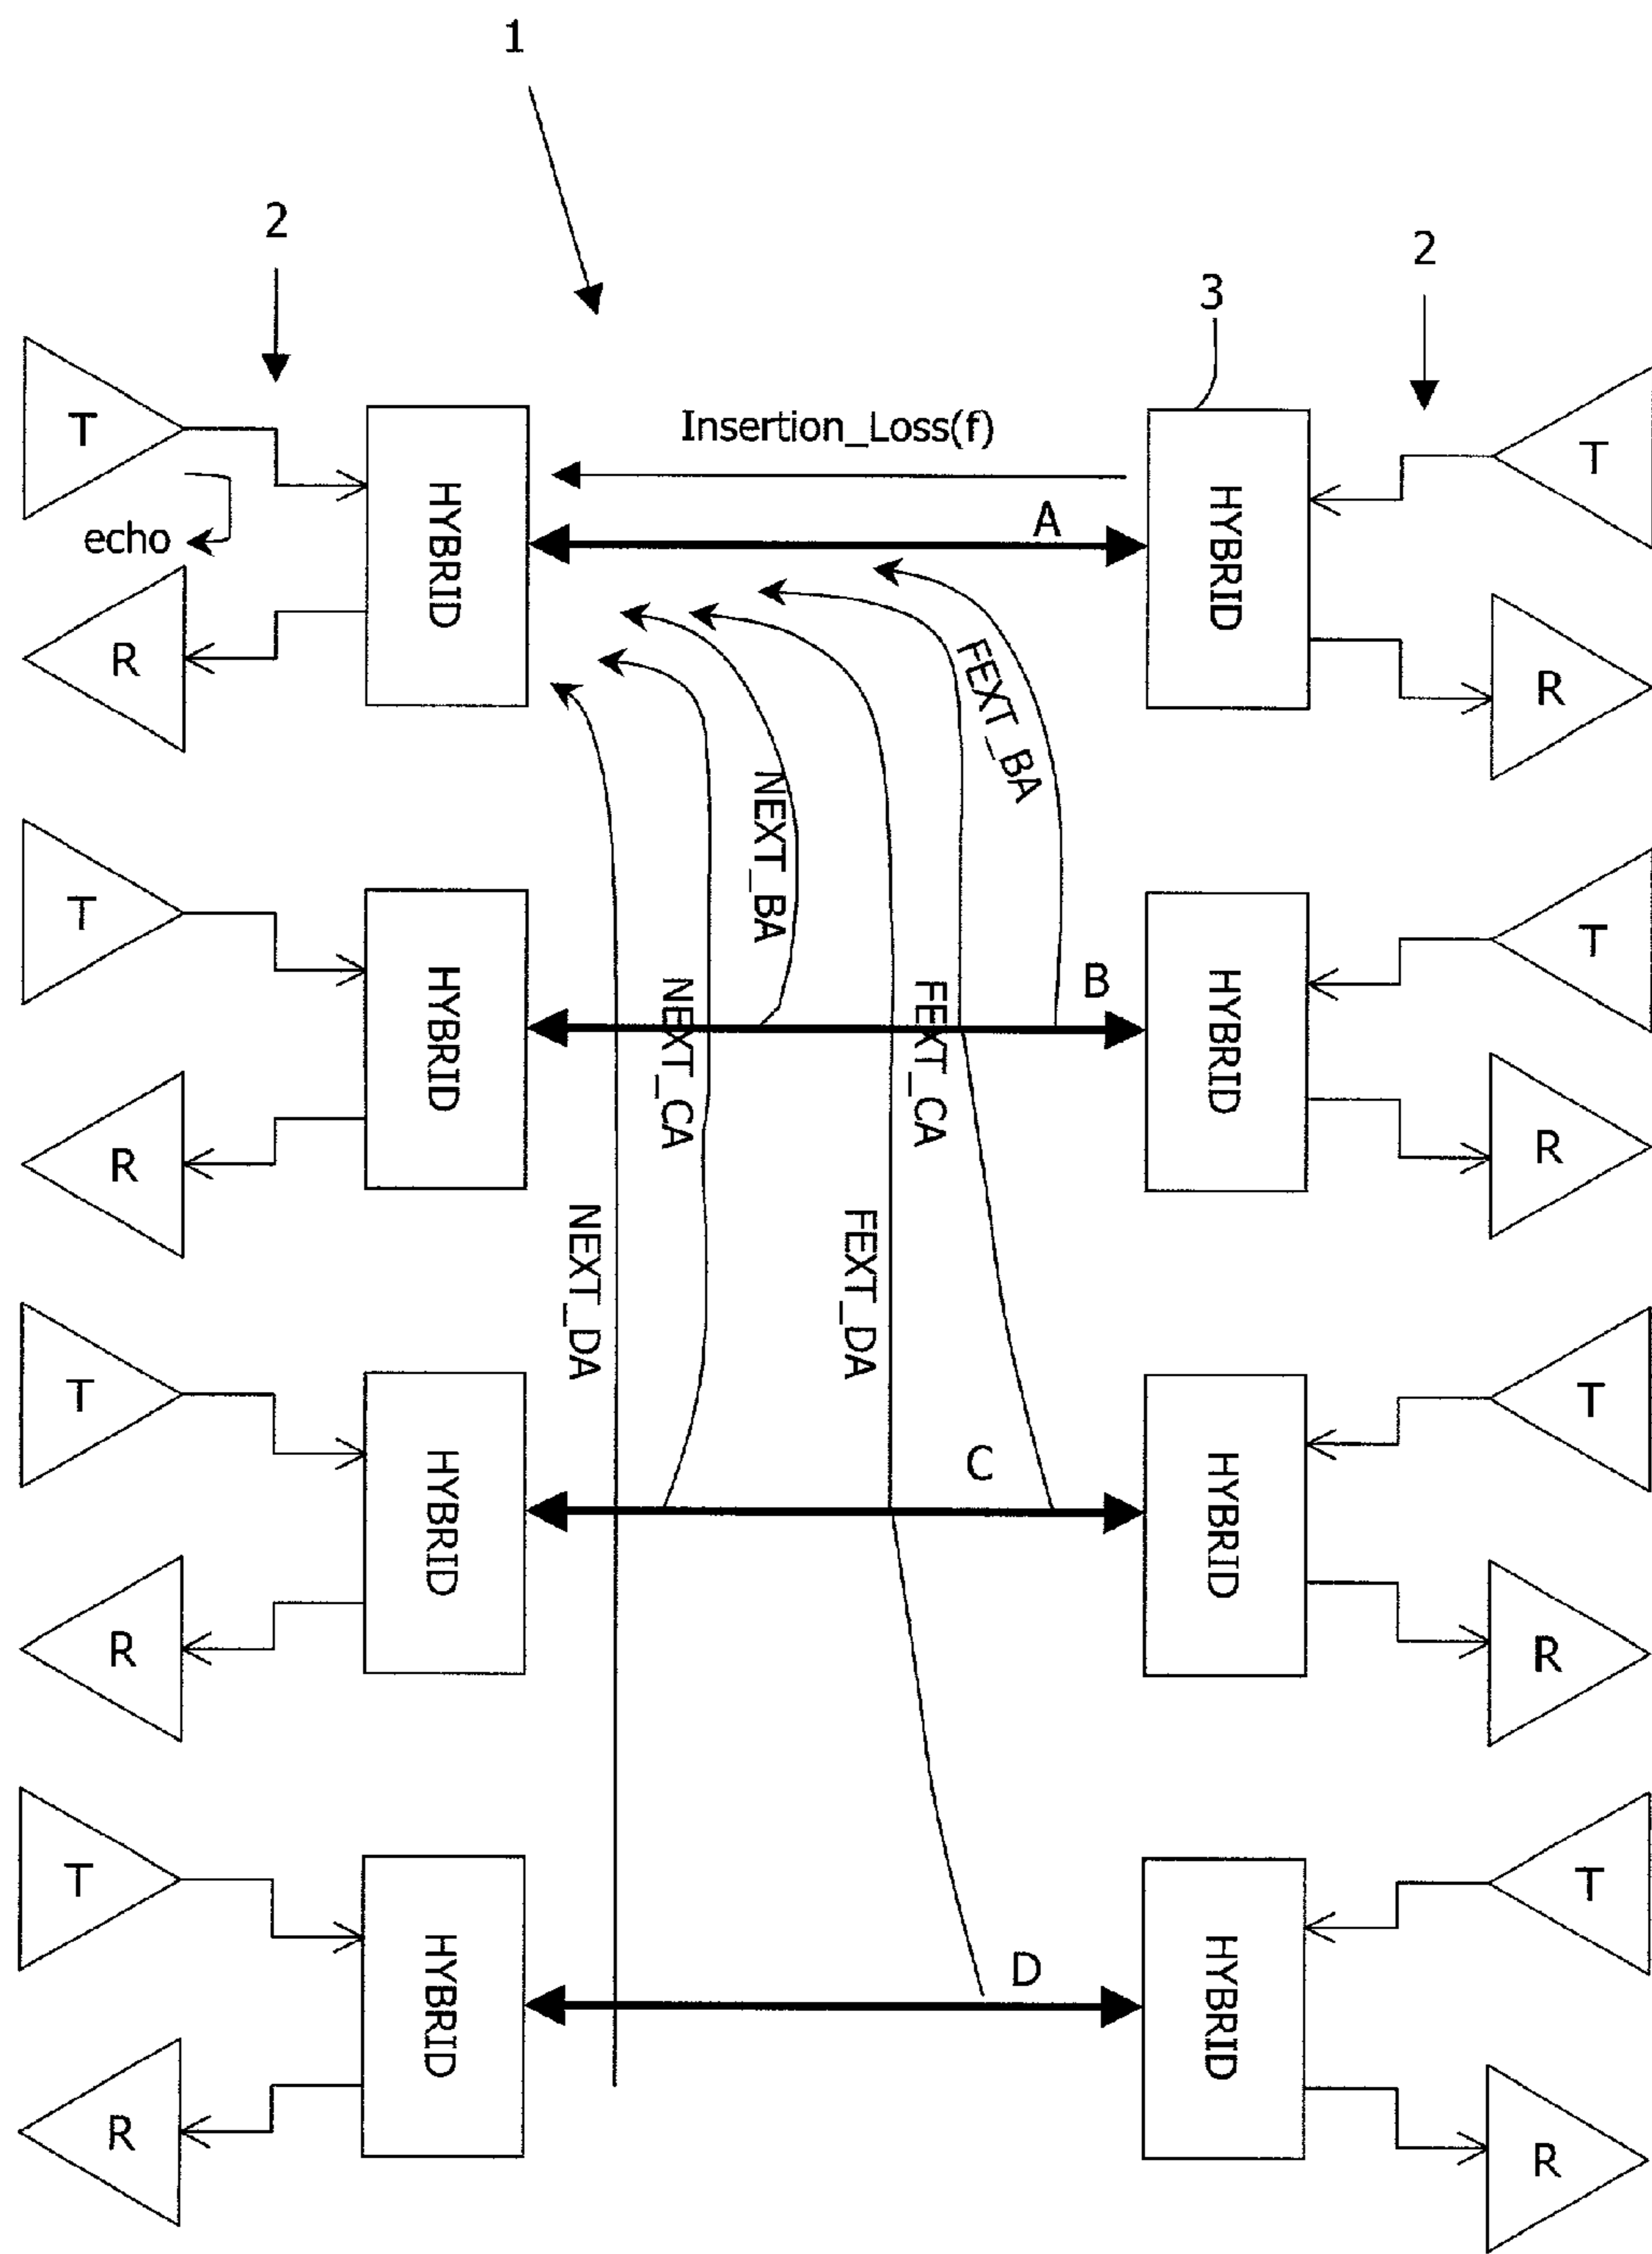 1
2
2
3
T
Insertion_Loss(f)
T
HYBRID
HYBRID
echo
A
R
R
FEXT_BA
NEXT_BA
T
T
HYBRID
HYBRID
B
NEXT_CA
FEXT_CA
R
R
NEXT_DA
FEXT_DA
T
T
HYBRID
HYBRID
C
R
R
T
T
HYBRID
HYBRID
D
R
R